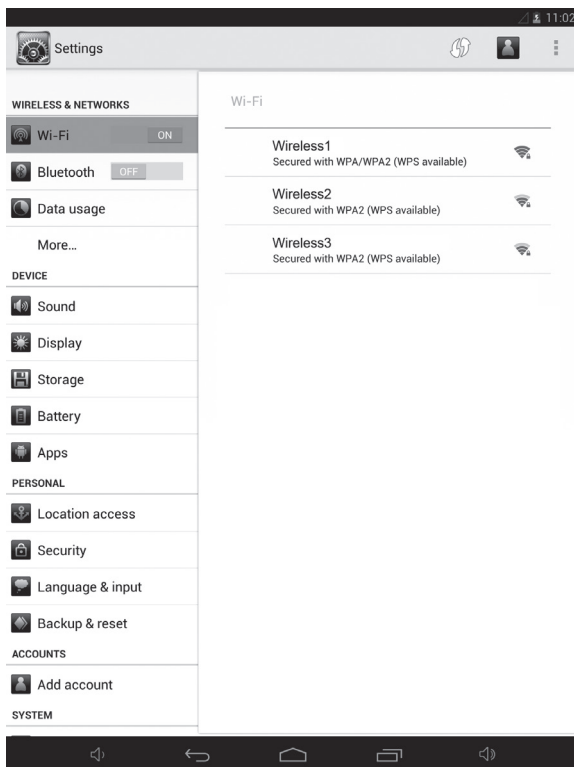 11:02
Settings
WIRELESS & NETWORKS
Wi-Fi
ON
Bluetooth
OFF
Data usage
More...
DEVICE
Sound
Display
Storage
Battery
Apps
PERSONAL
Location access
Security
Language & input
Backup & reset
ACCOUNTS
Add account
SYSTEM
Wi-Fi
Wireless1
Secured with WPA/WPA2 (WPS available)
Wireless2
Secured with WPA2 (WPS available)
Wireless3
Secured with WPA2 (WPS available)